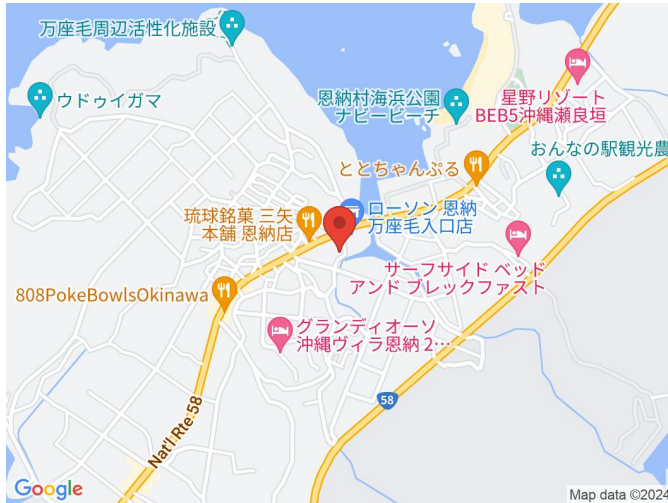 万座毛周辺活性化施設
ウドゥイガマ
恩納村海浜公園
ナビービーチ
星野リゾート
BEB5沖縄瀬良垣
おんなの駅観光農
ととちゃんぷる
ローソン 恩納
万座毛入口店
琉球銘菓 三矢
本舗 恩納店
サーフサイド ベッド
アンド ブレックファスト
808PokeBowlsOkinawa
グランディオーソ
沖縄ヴィラ恩納 2…
58
Nat'l Rte 58
Google
Map data ©2024